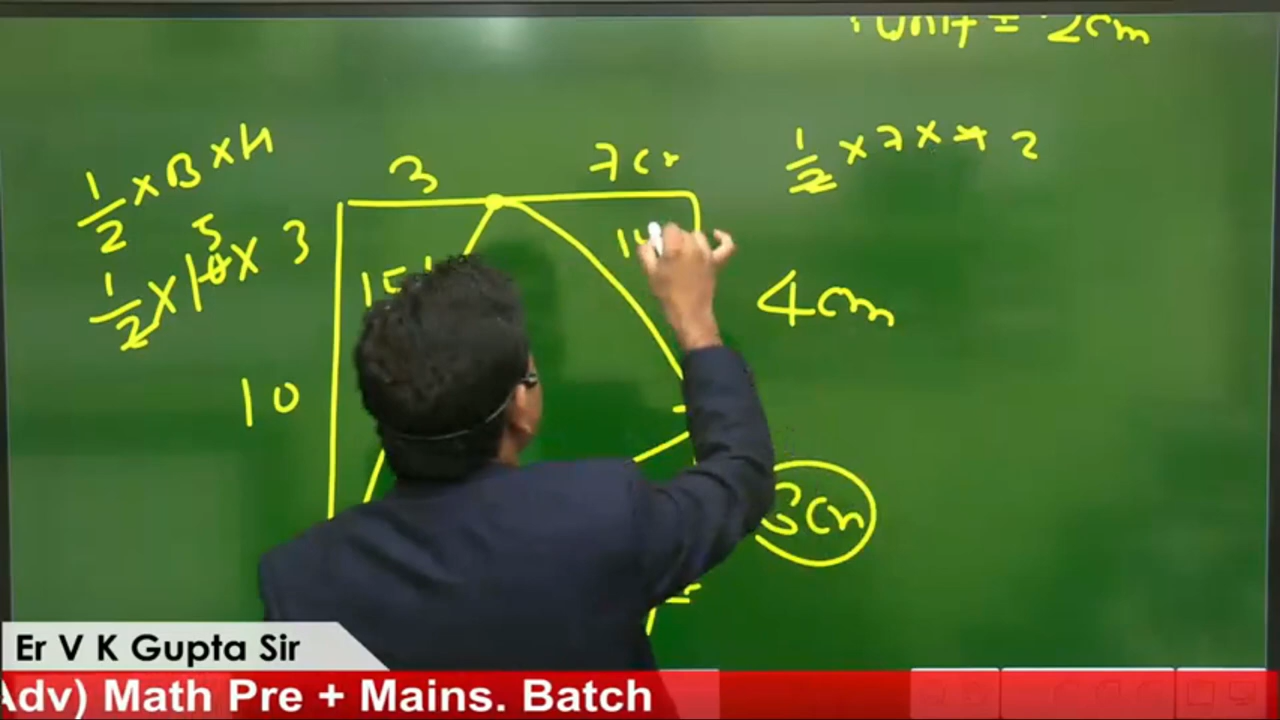 1 Unit = 2cm
1/2 × B × H
1/2 × 10 × 3
5
3
7cm
1/2 × 7 × 4 2
15
4cm
10
3cm
Er V K Gupta Sir
Adv) Math Pre + Mains. Batch